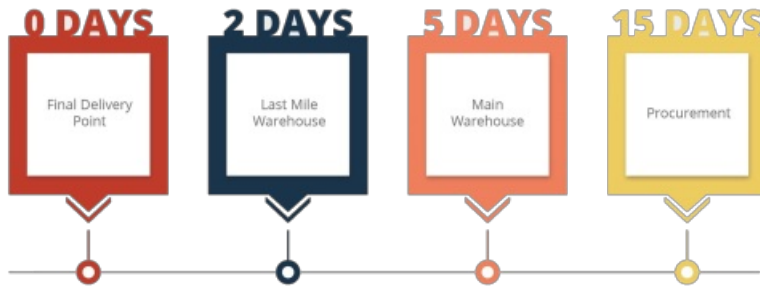 0 DAYS
2 DAYS
5 DAYS
15 DAYS
Final Delivery
Point
Last Mile
Warehouse
Main
Warehouse
Procurement